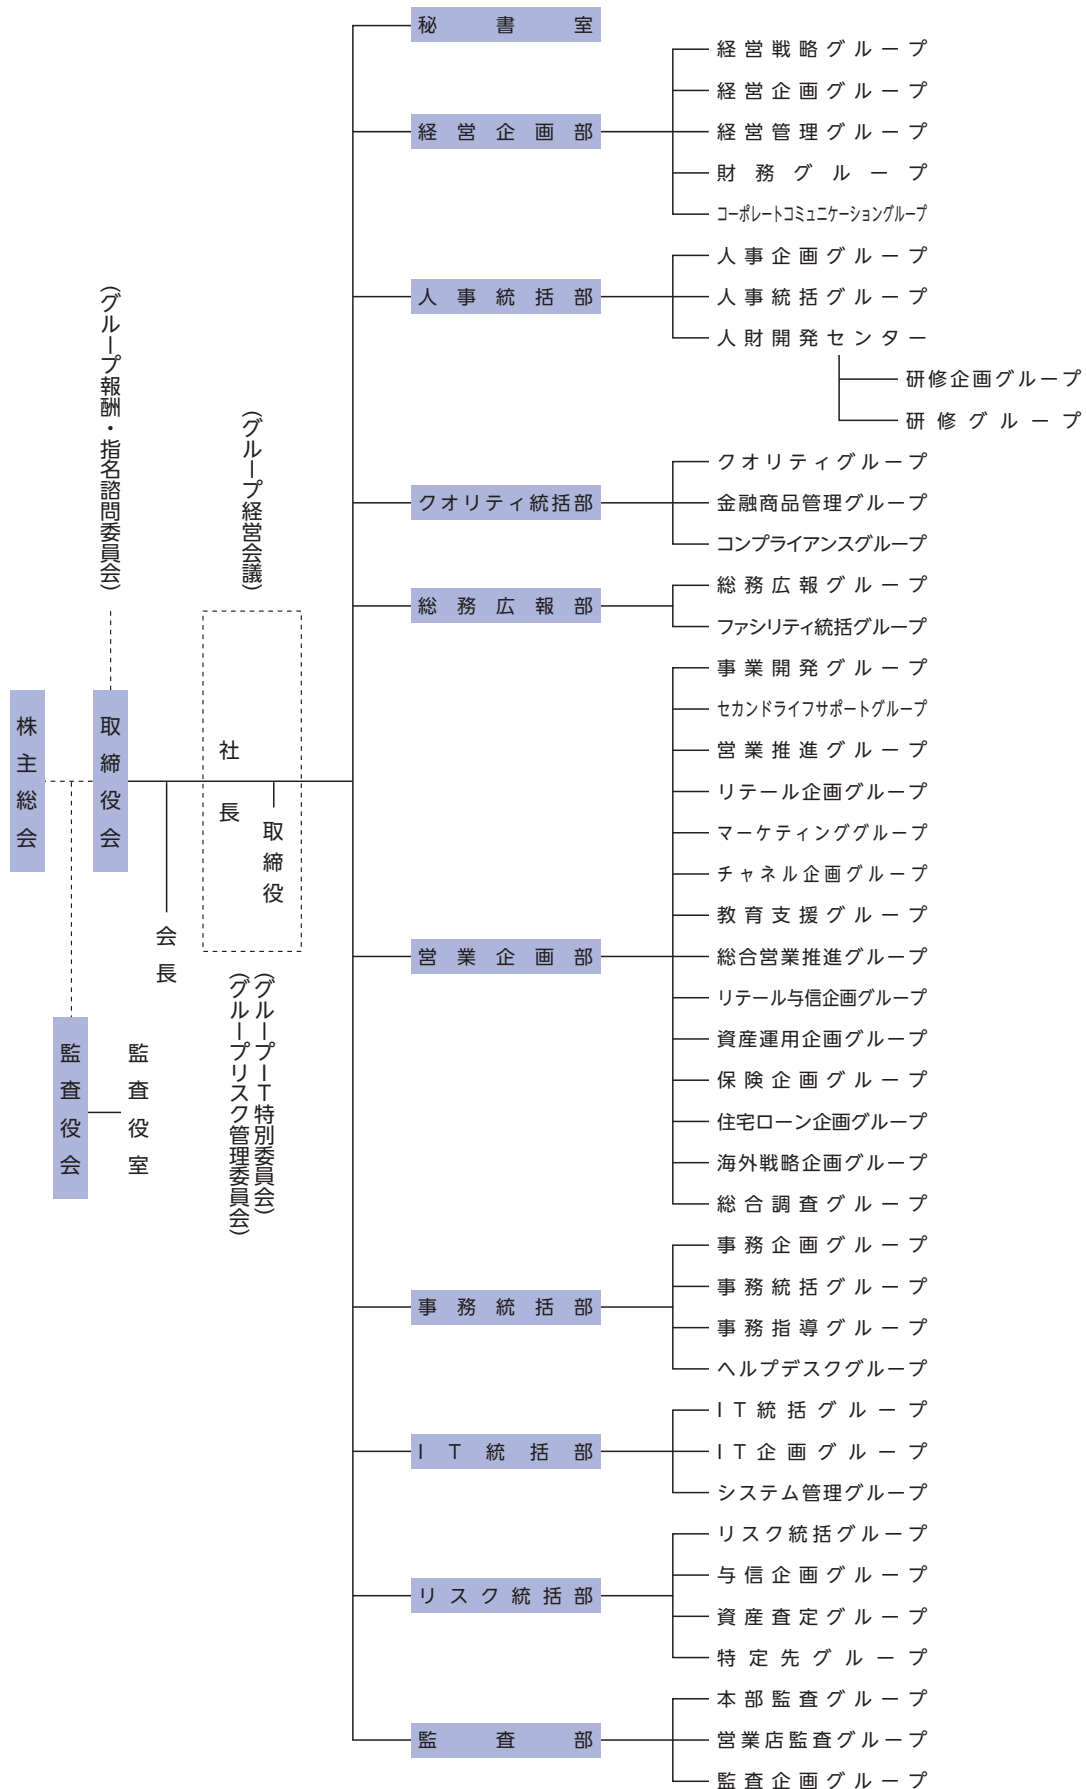 株主総会
取締役会
(グループ報酬・指名諮問委員会)
会長
監査役会
監査役室
(グループ経営会議)
社長
取締役
(グループIT特別委員会)
(グループリスク管理委員会)
秘書室
経営企画部
経営戦略グループ
経営企画グループ
経営管理グループ
財務グループ
コーポレートコミュニケーショングループ
人事統括部
人事企画グループ
人事統括グループ
人財開発センター
研修企画グループ
研修グループ
クオリティ統括部
クオリティグループ
金融商品管理グループ
コンプライアンスグループ
総務広報部
総務広報グループ
ファシリティ統括グループ
営業企画部
事業開発グループ
セカンドライフサポートグループ
営業推進グループ
リテール企画グループ
マーケティンググループ
チャネル企画グループ
教育支援グループ
総合営業推進グループ
リテール与信企画グループ
資産運用企画グループ
保険企画グループ
住宅ローン企画グループ
海外戦略企画グループ
総合調査グループ
事務統括部
事務企画グループ
事務統括グループ
事務指導グループ
ヘルプデスクグループ
IT統括部
IT統括グループ
IT企画グループ
システム管理グループ
リスク統括部
リスク統括グループ
与信企画グループ
資産査定グループ
特定先グループ
監査部
本部監査グループ
営業店監査グループ
監査企画グループ